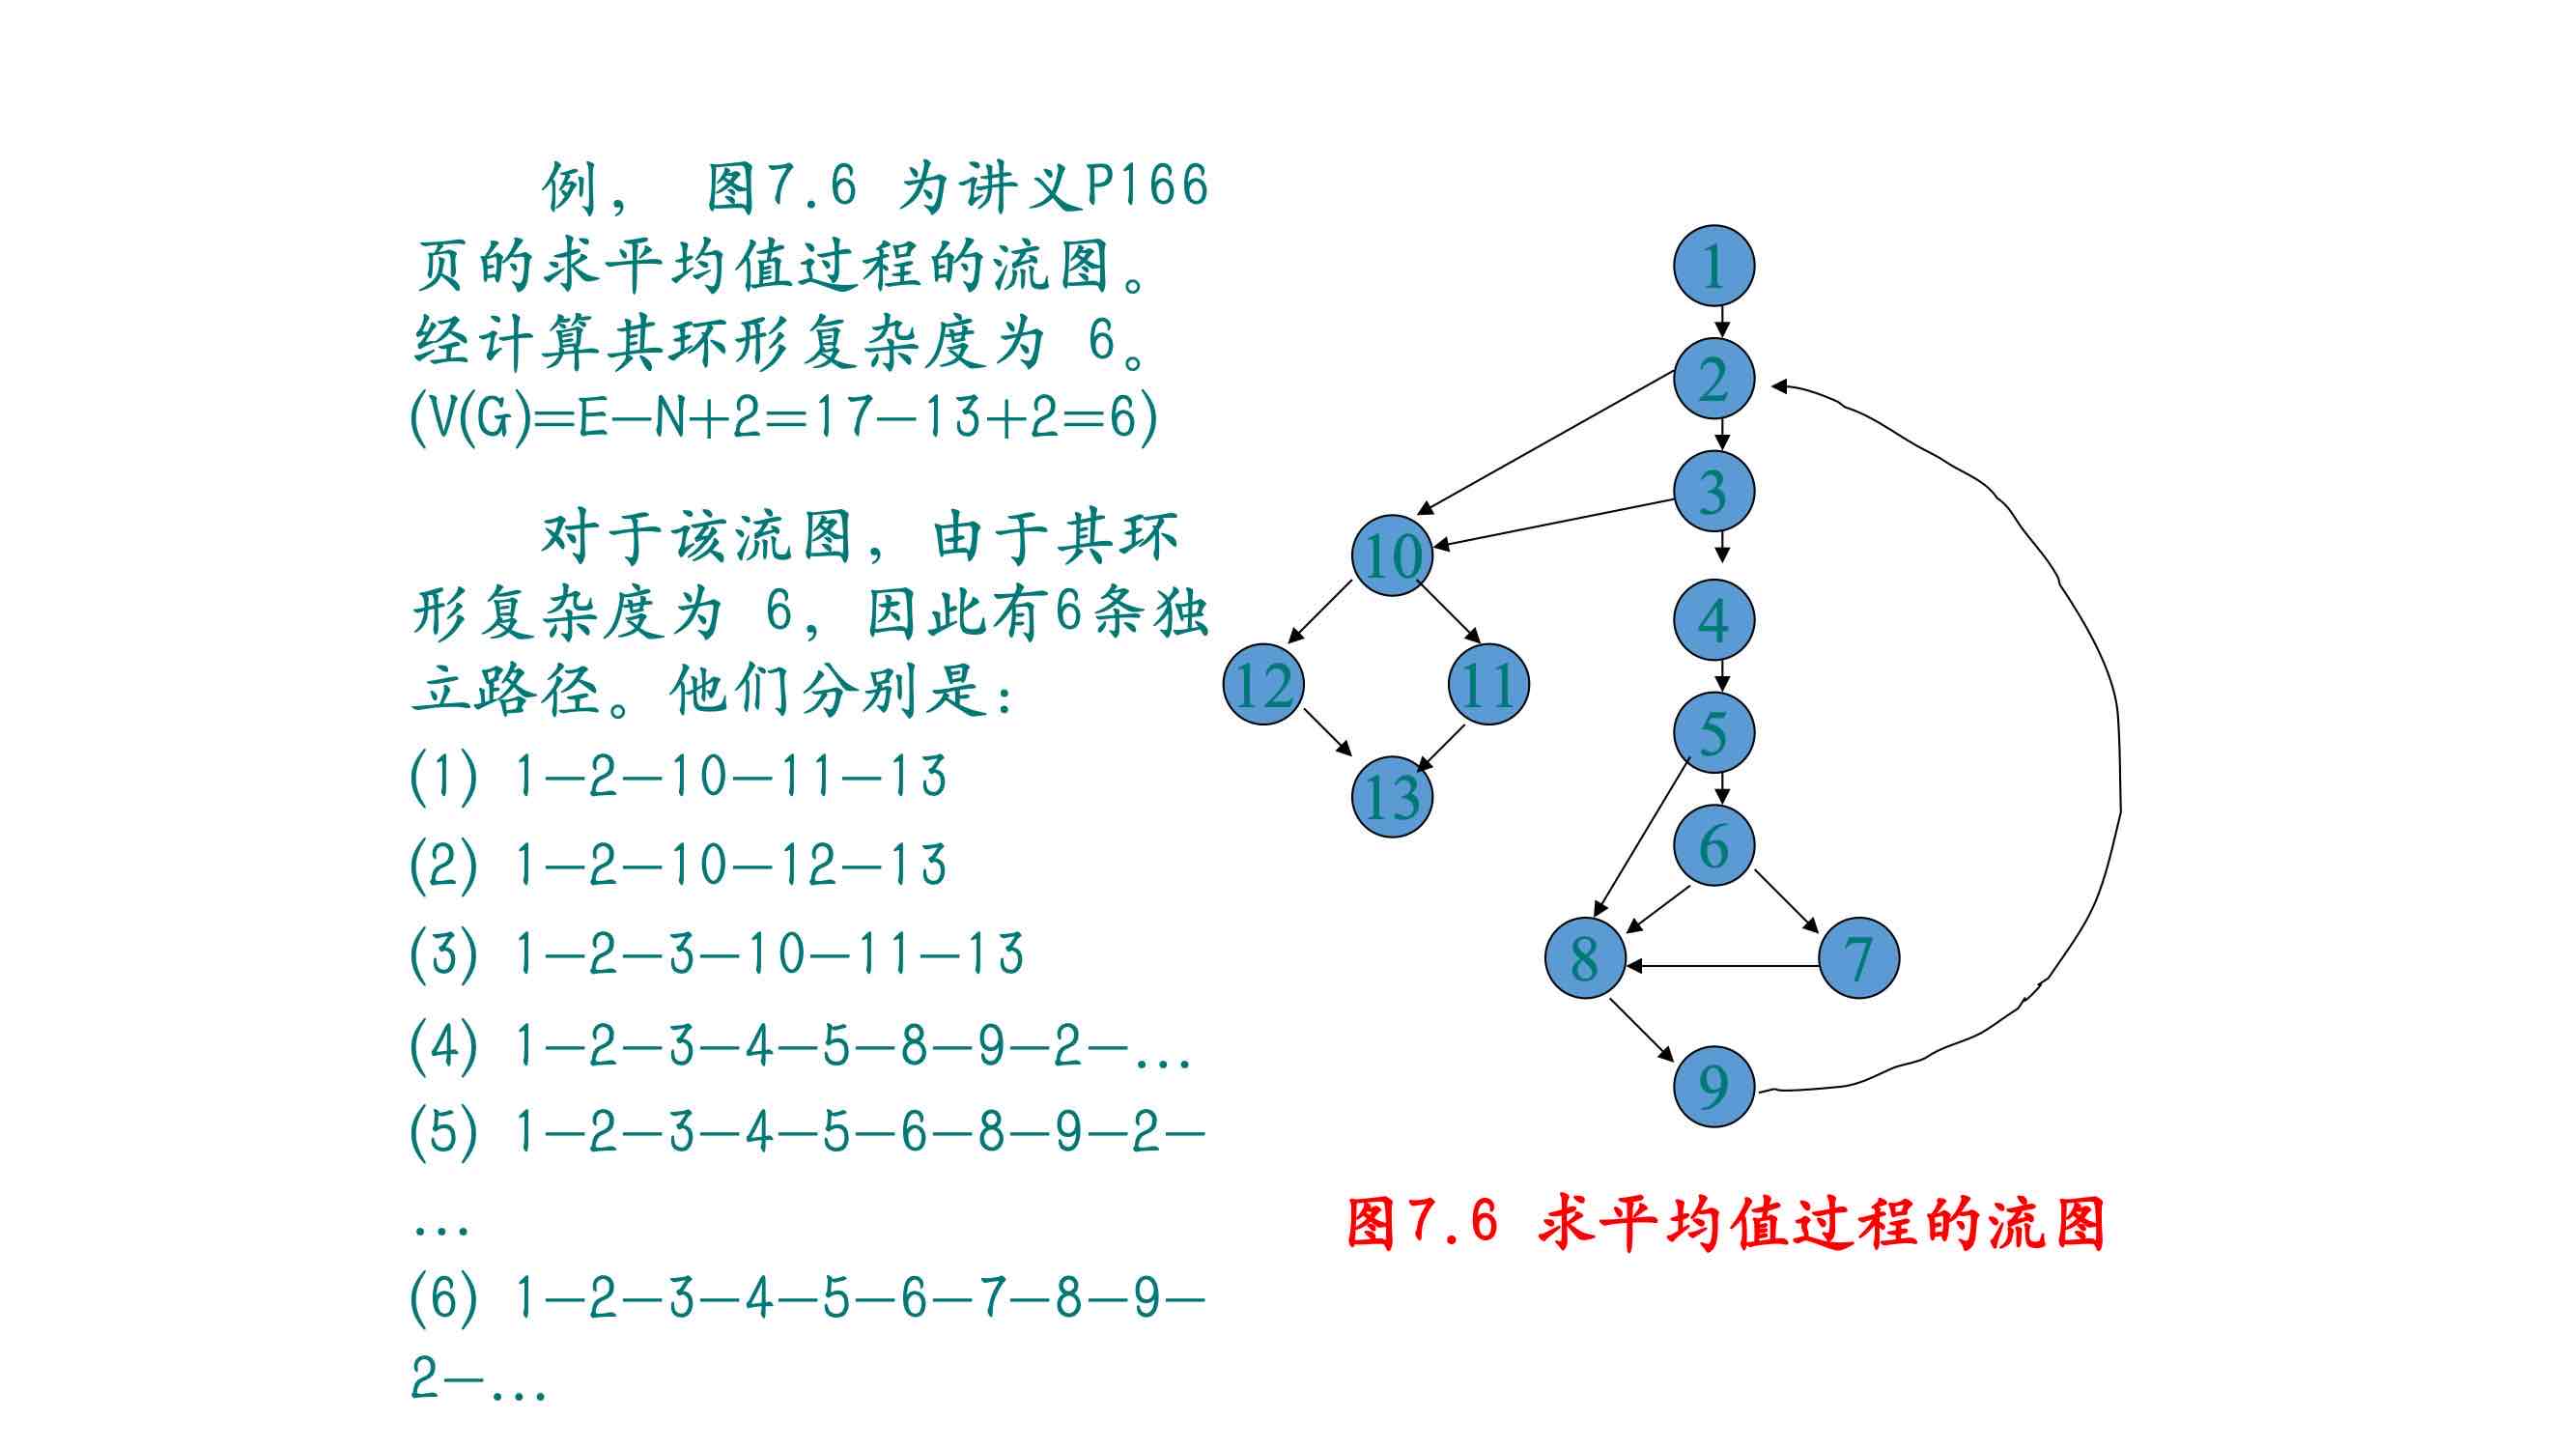 例， 图7.6 为讲义P166
页的求平均值过程的流图。
经计算其环形复杂度为 6。
(V(G)=E−N+2=17−13+2=6)
对于该流图，由于其环
形复杂度为 6，因此有6条独
立路径。他们分别是：
(1) 1−2−10−11−13
(2) 1−2−10−12−13
(3) 1−2−3−10−11−13
(4) 1−2−3−4−5−8−9−2−...
(5) 1−2−3−4−5−6−8−9−2−
...
(6) 1−2−3−4−5−6−7−8−9−
2−...
1
2
3
10
4
12
11
5
13
6
8
7
9
图7.6 求平均值过程的流图